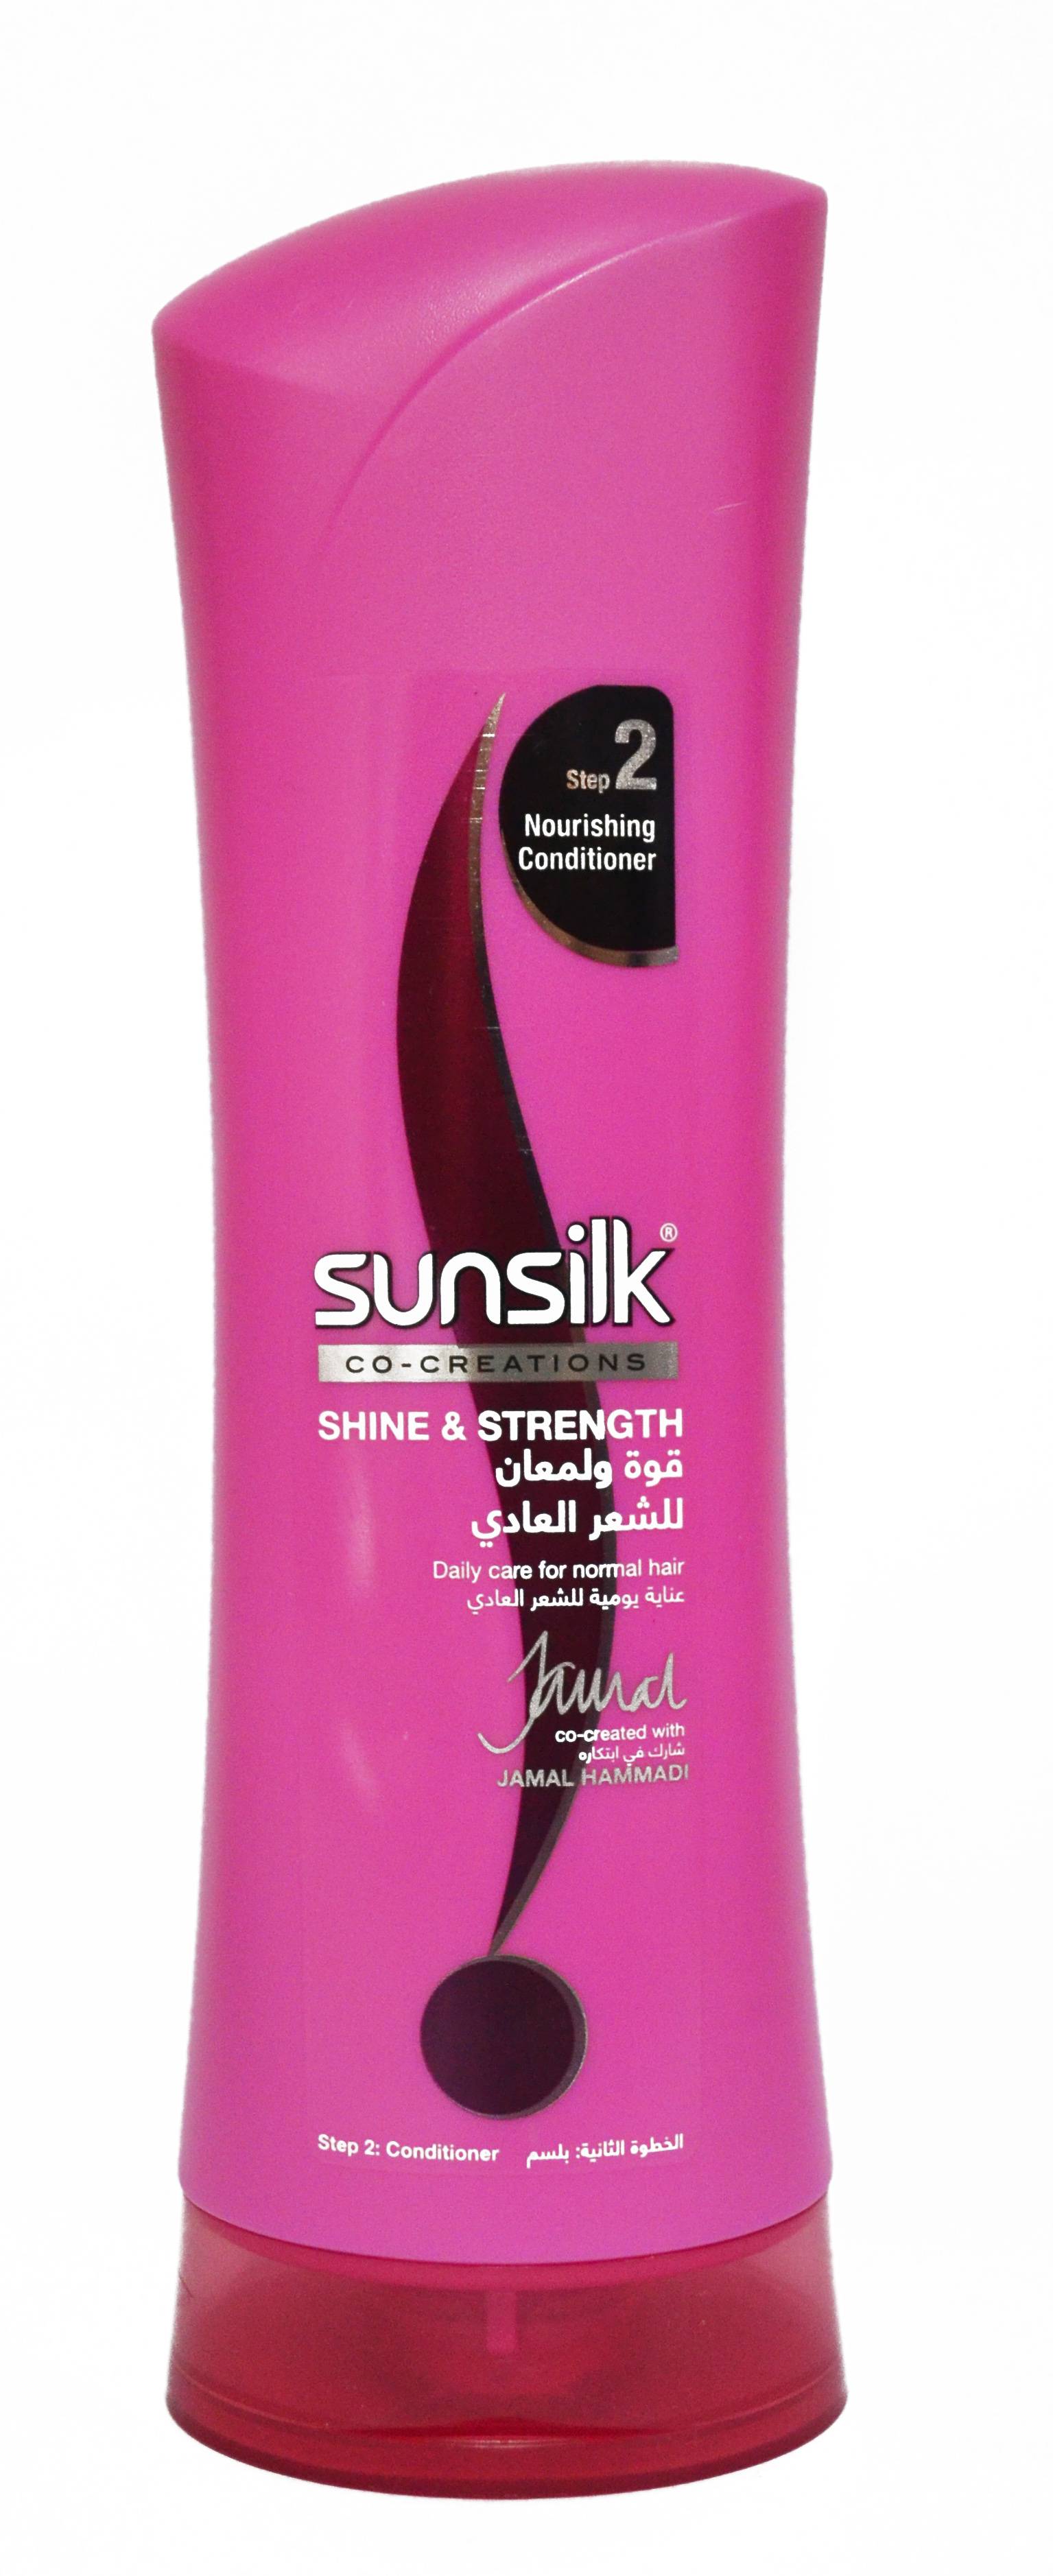 Step 2
Nourishing
Conditioner
sunsilk®
CO-CREATIONS
SHINE & STRENGTH
قوة ولمعان
للشعر العادي
Daily care for normal hair
عناية يومية للشعر العادي
Jamal
co-created with
شارك في ابتكاره
JAMAL HAMMADI
Step 2: Conditioner الخطوة الثانية: بلسم